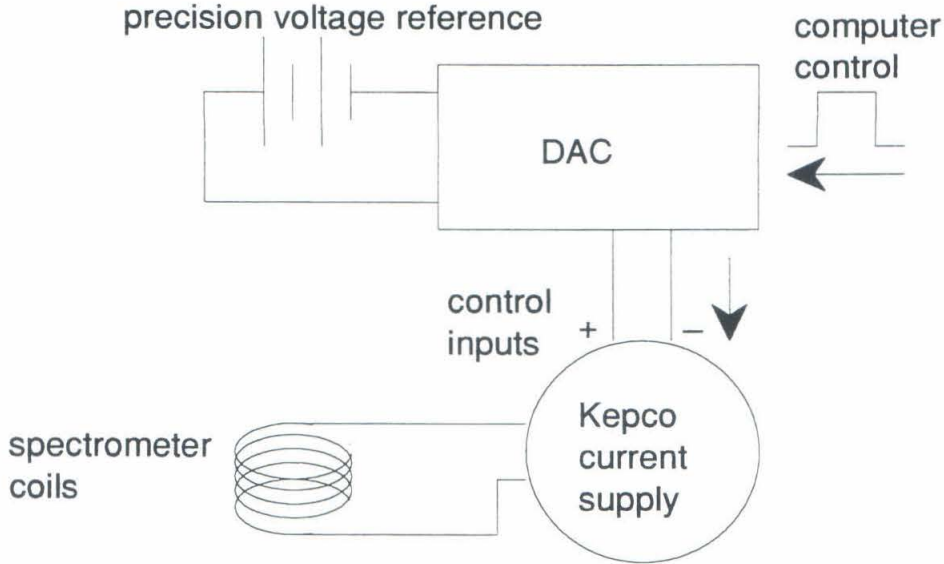 precision voltage reference
computer
control
DAC
control
inputs
+
–
Kepco
current
supply
spectrometer
coils